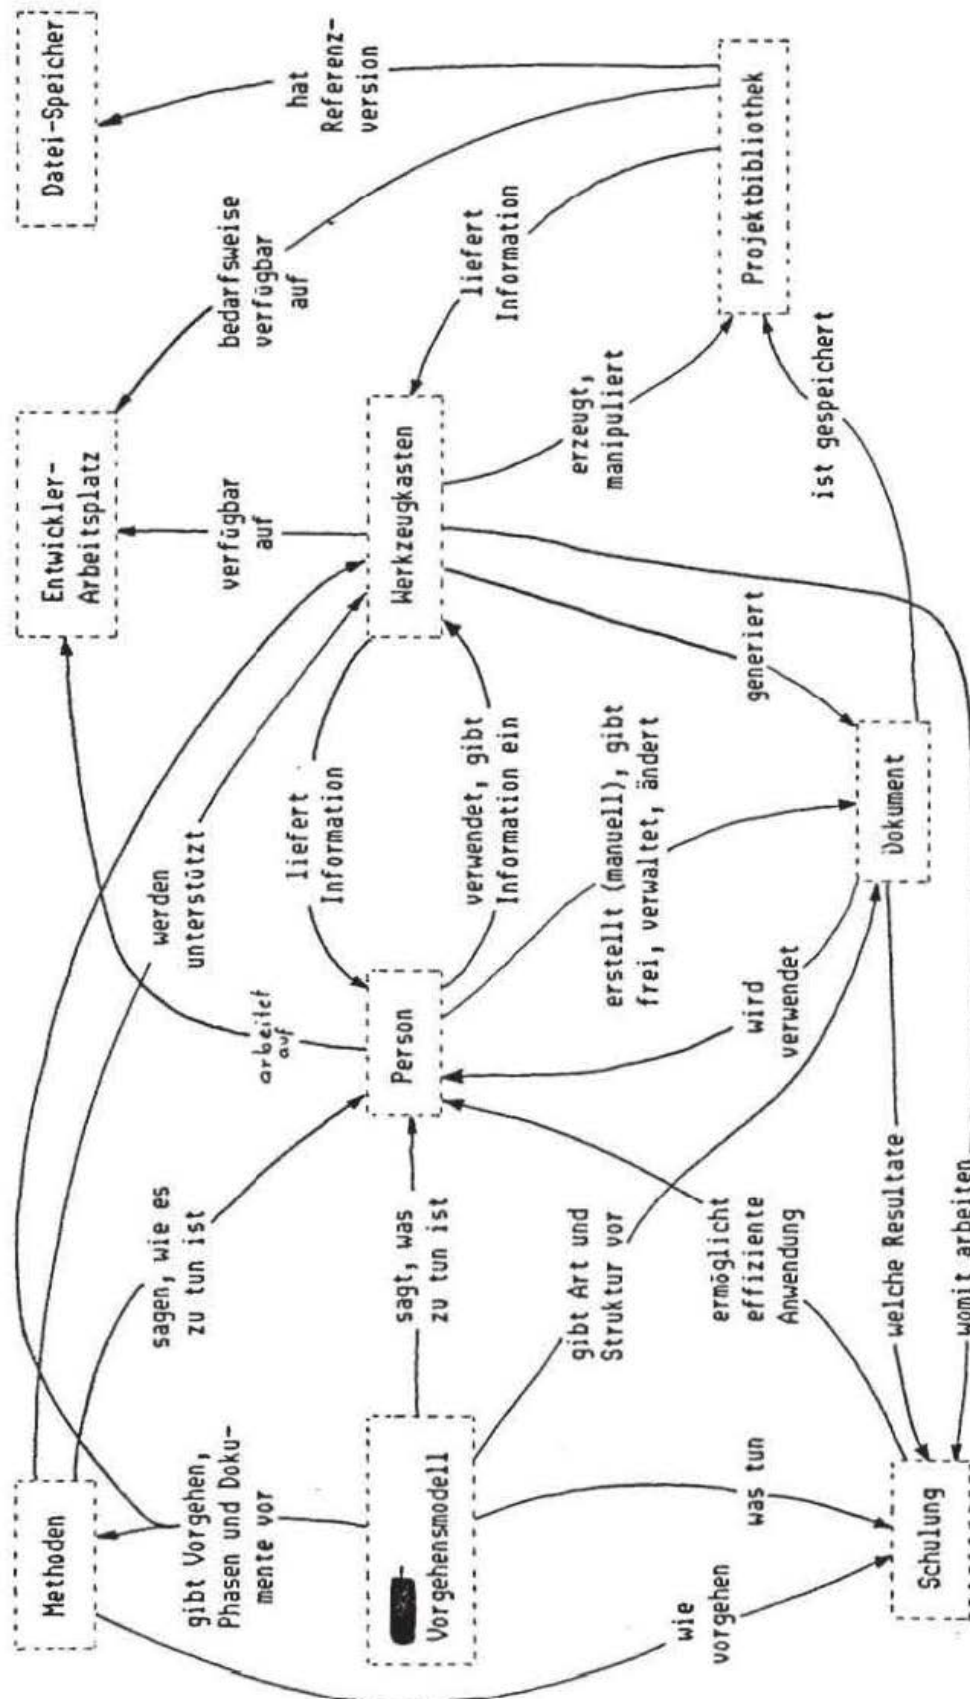 Methoden
gibt Vorgehen,
Phasen und Doku-
mente vor
Vorgehensmodell
wie
vorgehen
Schulung
was tun
sagen, wie es
zu tun ist
sagt, was
zu tun ist
gibt Art und
Struktur vor
ermöglicht
effiziente
Anwendung
welche Resultate
womit arbeiten
arbeitet
auf
werden
unterstützt
Person
liefert
Information
verwendet, gibt
Information ein
erstellt (manuell), gibt
frei, verwaltet, ändert
wird
verwendet
Dokument
Entwickler-
Arbeitsplatz
verfügbar
auf
Werkzeugkasten
generiert
erzeugt,
manipuliert
ist gespeichert
bedarfsweise
verfügbar
auf
liefert
Information
Datei-Speicher
hat
Referenz-
version
Projektbibliothek